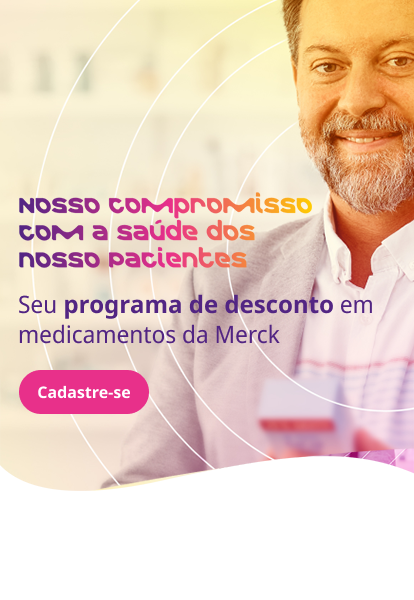 Nosso compromisso
com a saúde dos
nosso pacientes
Seu programa de desconto em
medicamentos da Merck
Cadastre-se